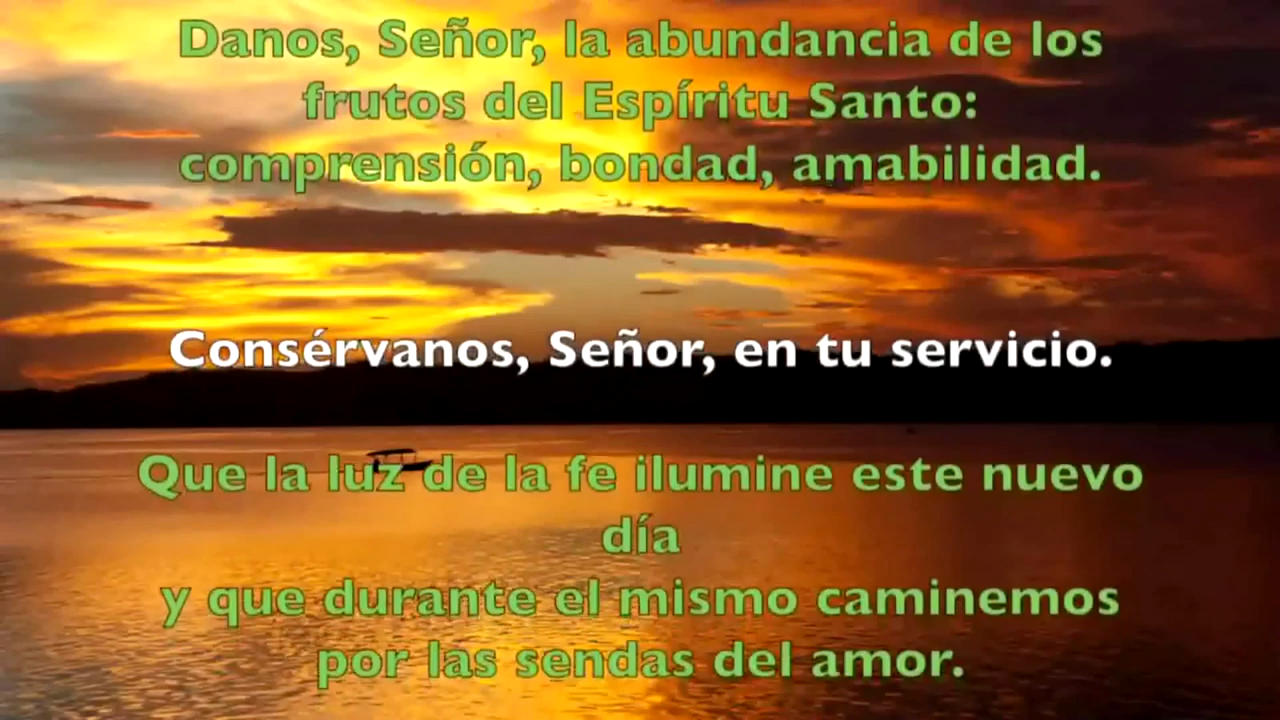 Danos, Señor, la abundancia de los
frutos del Espíritu Santo:
comprensión, bondad, amabilidad.
Consérvanos, Señor, en tu servicio.
Que la luz de la fe ilumine este nuevo
día
y que durante el mismo caminemos
por las sendas del amor.